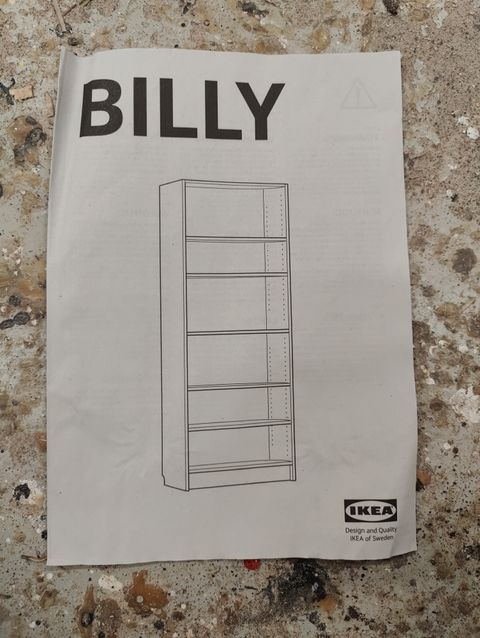 BILLY
IKEA
Design and Quality
IKEA of Sweden